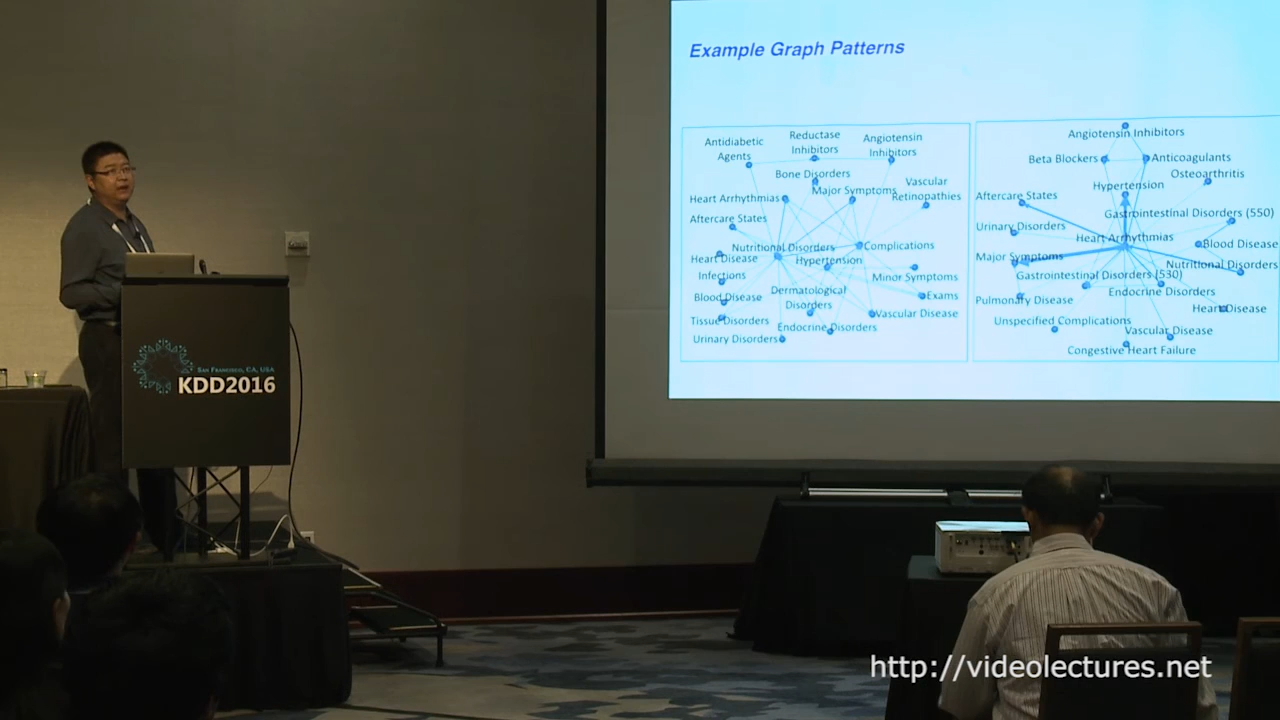 Example Graph Patterns
Antidiabetic
Agents
Reductase
Inhibitors
Angiotensin
Inhibitors
Bone Disorders
Major Symptoms
Vascular
Retinopathies
Heart Arrhythmias
Aftercare States
Nutritional Disorders
Complications
Heart Disease
Hypertension
Infections
Minor Symptoms
Blood Disease
Dermatological
Disorders
Exams
Tissue Disorders
Endocrine Disorders
Vascular Disease
Urinary Disorders
Angiotensin Inhibitors
Beta Blockers
Anticoagulants
Osteoarthritis
Hypertension
Aftercare States
Gastrointestinal Disorders (550)
Urinary Disorders
Heart Arrhythmias
Blood Disease
Major Symptoms
Nutritional Disorders
Gastrointestinal Disorders (530)
Endocrine Disorders
Pulmonary Disease
Heart Disease
Unspecified Complications
Vascular Disease
Congestive Heart Failure
SAN FRANCISCO, CA, USA
KDD2016
http://videolectures.net